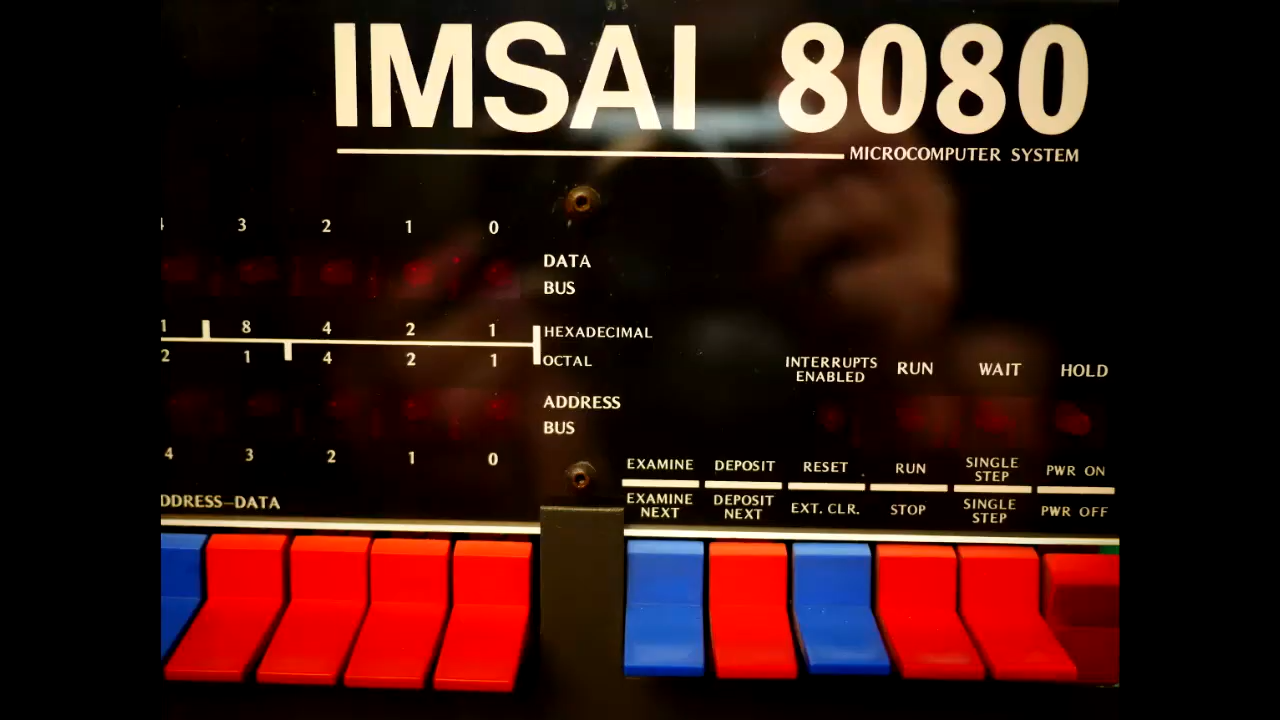 IMSAI 8080
MICROCOMPUTER SYSTEM
4 3 2 1 0
DATA
BUS
1 8 4 2 1 HEXADECIMAL
2 1 4 2 1 OCTAL
INTERRUPTS
ENABLED
RUN
WAIT
HOLD
ADDRESS
BUS
4 3 2 1 0
EXAMINE
DEPOSIT
RESET
RUN
SINGLE
STEP
PWR ON
EXAMINE
NEXT
DEPOSIT
NEXT
EXT. CLR.
STOP
SINGLE
STEP
PWR OFF
DDRESS-DATA